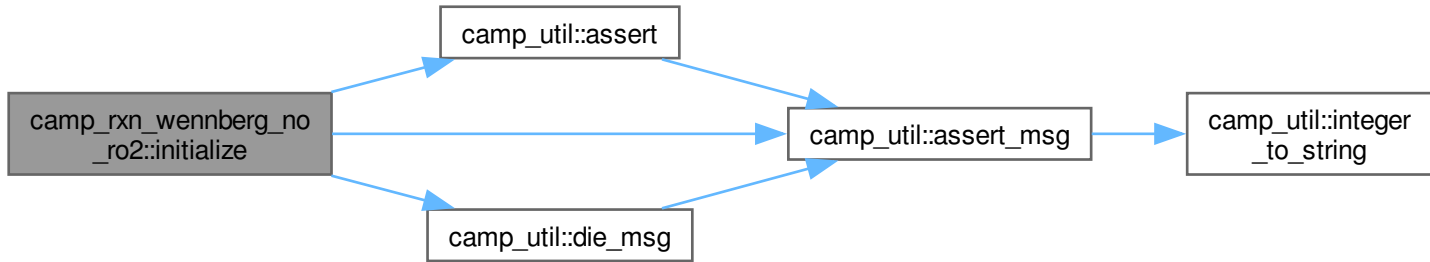 camp_rxn_wennberg_no
_ro2::initialize
camp_util::assert
camp_util::die_msg
camp_util::assert_msg
camp_util::integer
_to_string